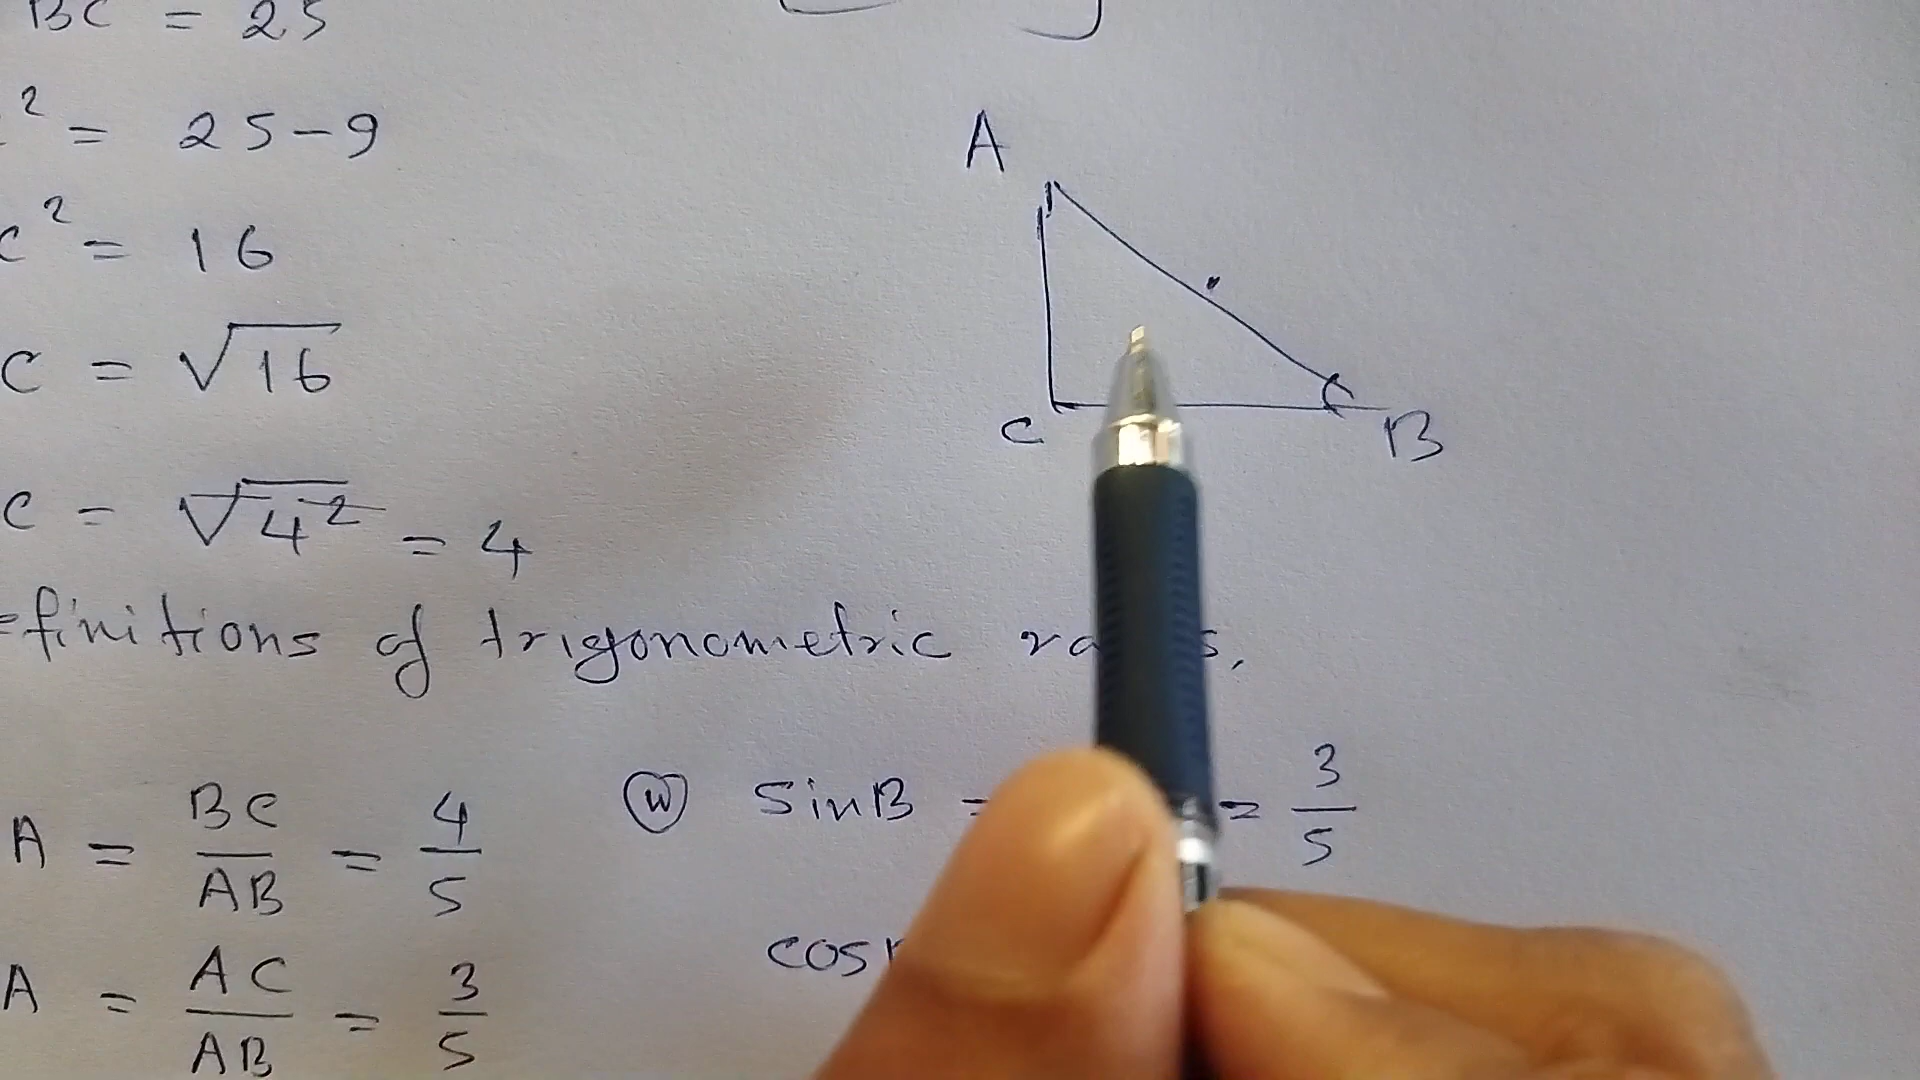 BC = 25
² = 25-9
C² = 16
C = √16
C = √4² = 4
finitions of trigonometric
A = BC/AB = 4/5
A = AC/AB = 3/5
A
C
B
sinB = = 3/5
cos